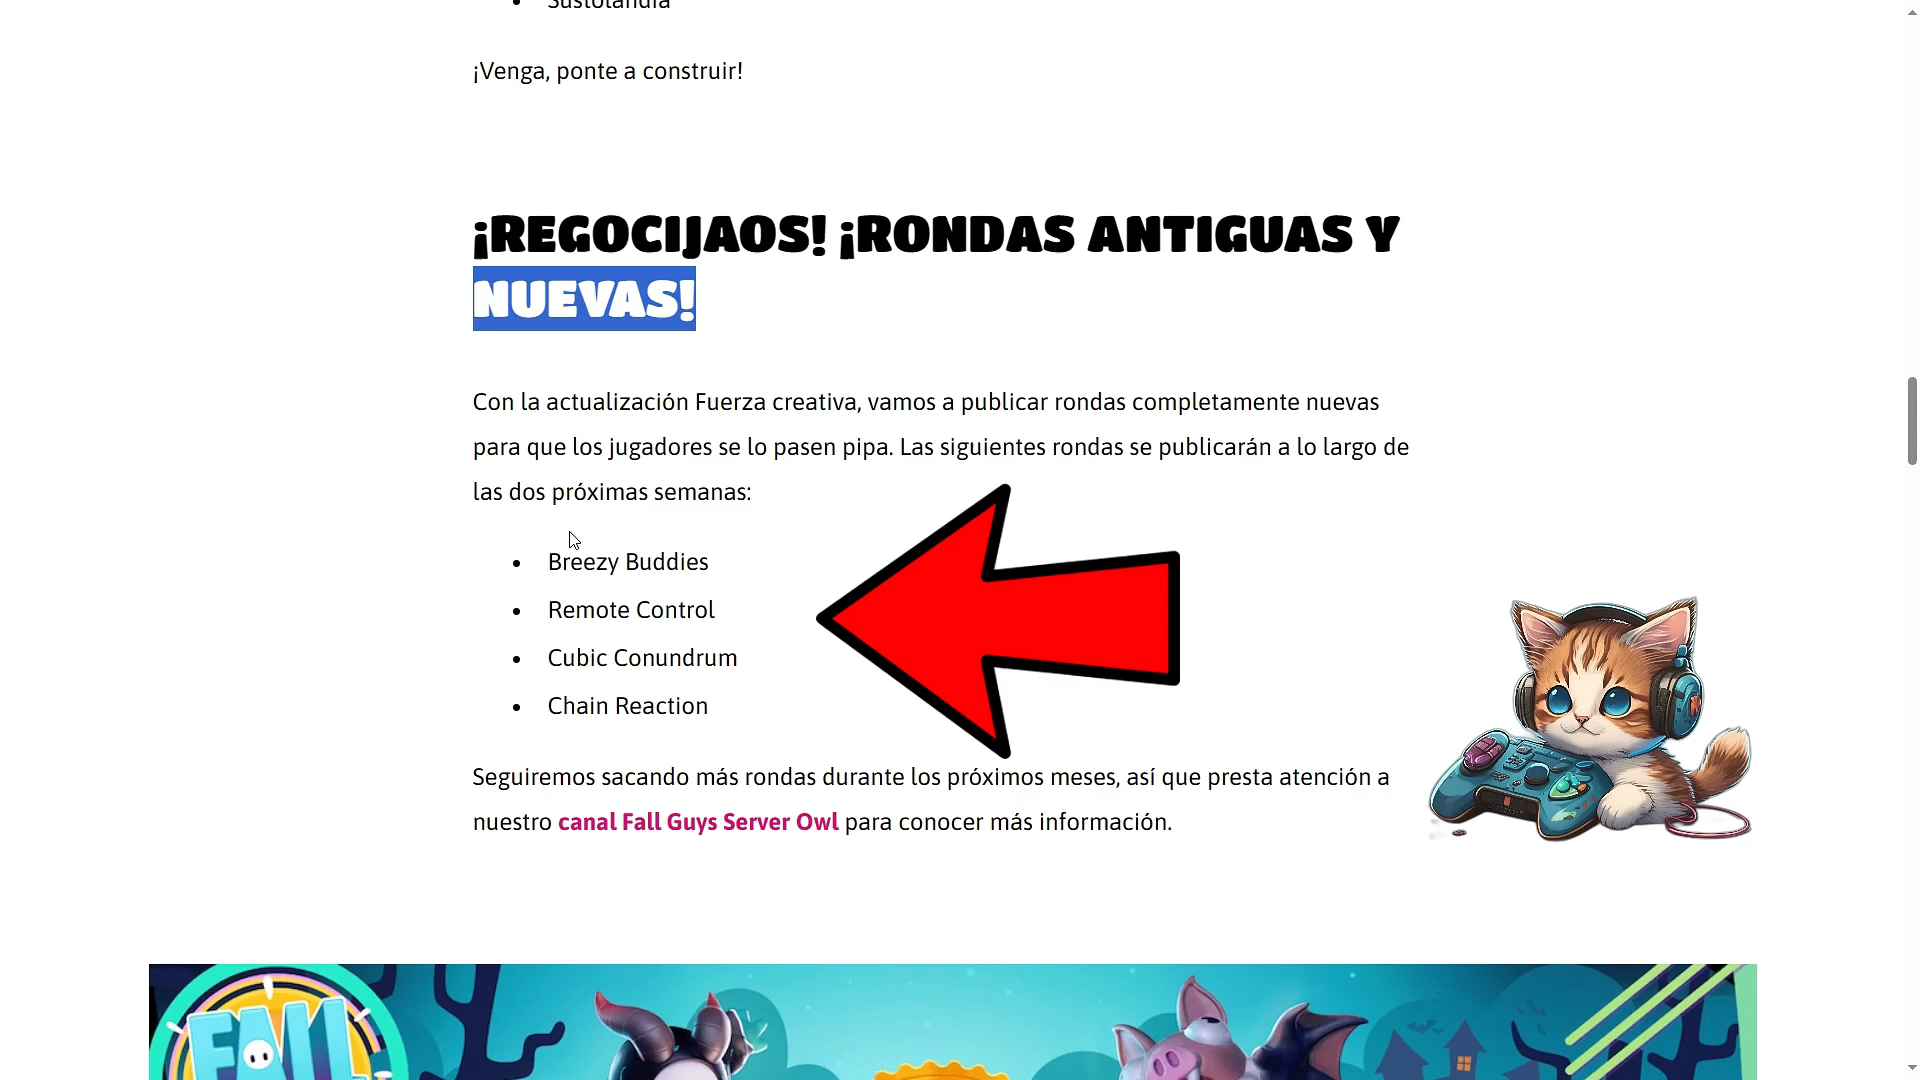 Sustolandia
¡Venga, ponte a construir!
¡REGOCIJAOS! ¡RONDAS ANTIGUAS Y
NUEVAS!
Con la actualización Fuerza creativa, vamos a publicar rondas completamente nuevas
para que los jugadores se lo pasen pipa. Las siguientes rondas se publicarán a lo largo de
las dos próximas semanas:
Breezy Buddies
Remote Control
Cubic Conundrum
Chain Reaction
Seguiremos sacando más rondas durante los próximos meses, así que presta atención a
nuestro canal Fall Guys Server Owl para conocer más información.
FALL